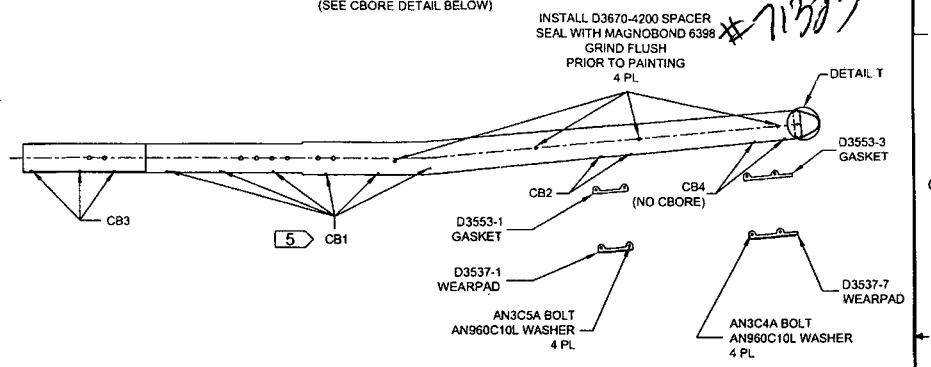 (SEE CBORE DETAIL BELOW)
INSTALL D3670-4200 SPACER
SEAL WITH MAGNOBOND 6398
GRIND FLUSH
PRIOR TO PAINTING
4 PL
DETAIL T
D3553-3
GASKET
CB3
5
CB1
CB2
CB4
(NO CBORE)
D3553-1
GASKET
D3537-1
WEARPAD
D3537-7
WEARPAD
AN3C5A BOLT
AN960C10L WASHER
4 PL
AN3C4A BOLT
AN960C10L WASHER
4 PL